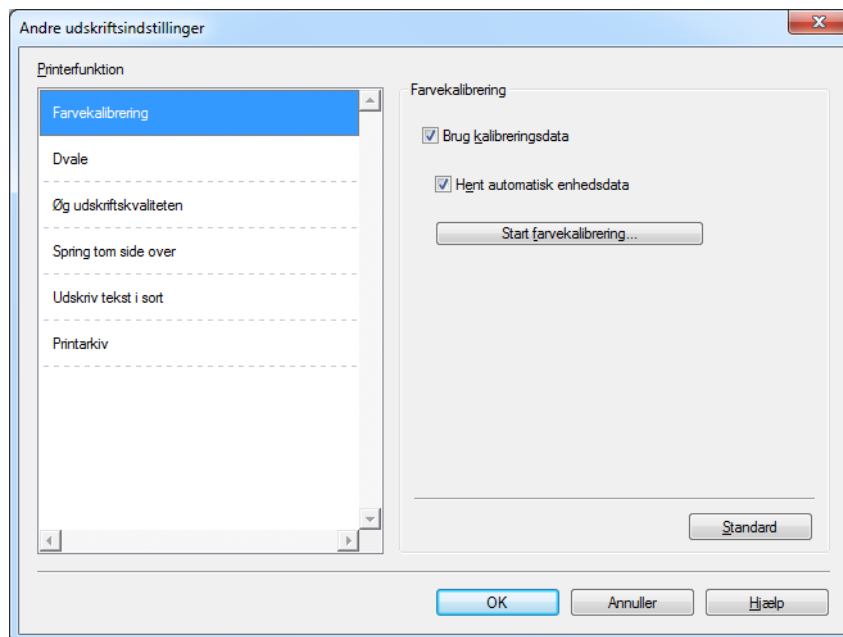 Andre udskriftsindstillinger
Printerfunktion
Farvekalibrering
Dvale
Øg udskriftskvaliteten
Spring tom side over
Udskriv tekst i sort
Printarkiv
Farvekalibrering
Brug kalibreringsdata
Hent automatisk enhedsdata
Start farvekalibrering...
Standard
OK
Annuller
Hjælp